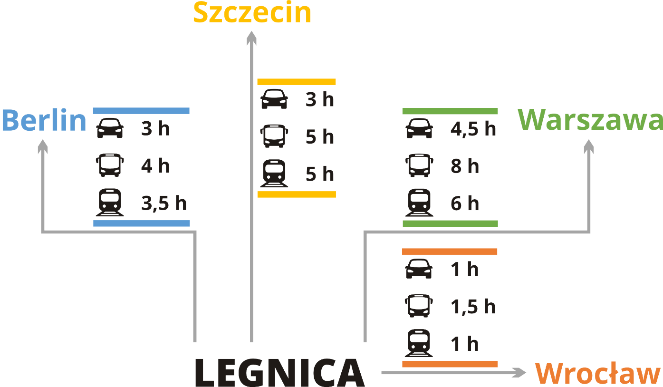 Szczecin
3 h
5 h
5 h
Berlin
3 h
4 h
3,5 h
Warszawa
4,5 h
8 h
6 h
1 h
1,5 h
1 h
LEGNICA
Wrocław